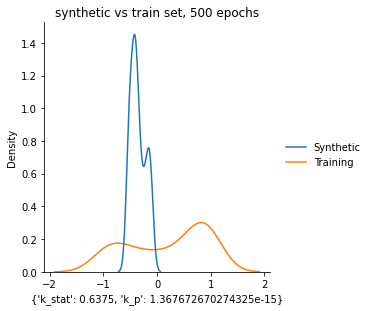 synthetic vs train set, 500 epochs
1.4
1.2
1.0
0.8
0.6
0.4
0.2
0.0
Density
−2
−1
0
1
2
{'k_stat': 0.6375, 'k_p': 1.367672670274325e-15}
Synthetic
Training